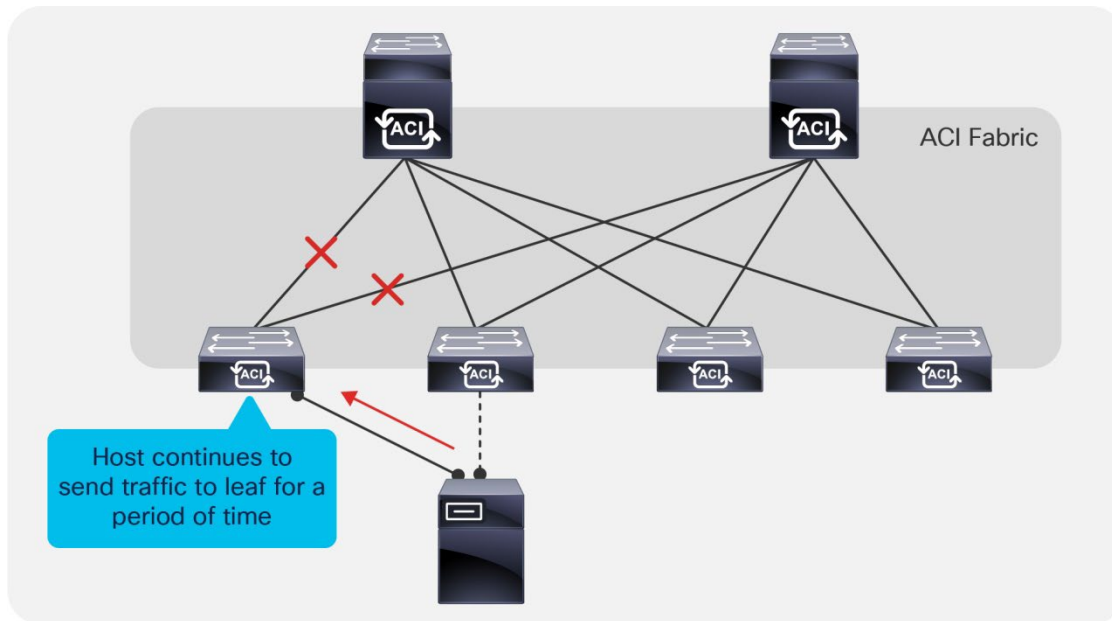 ACI
ACI
ACI Fabric
ACI
ACI
ACI
ACI
Host continues to
send traffic to leaf for a
period of time